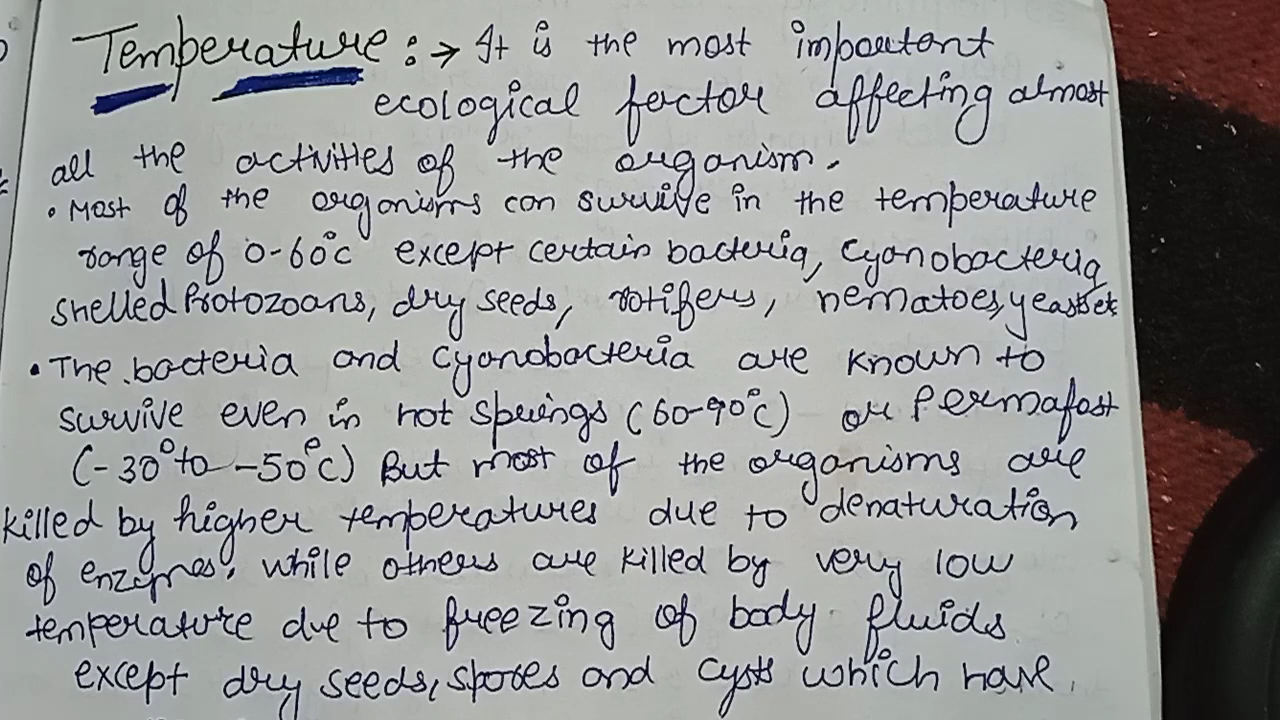 Temperature :→ It is the most important
ecological factor affecting almost
all the activities of the organism.
• Most of the organisms can survive in the temperature
range of 0-60°c except certain bacteria, Cyanobacteria
shelled Protozoans, dry seeds, rotifers, nematoes, yeasts etc
• The bacteria and Cyanobacteria are known to
survive even in hot springs (60-90°c) or Permafost
(-30° to -50°c) But most of the organisms are
killed by higher temperatures due to denaturation
of enzymes, while others are killed by very low
temperature due to freezing of body fluids
except dry seeds, spores and cysts which have